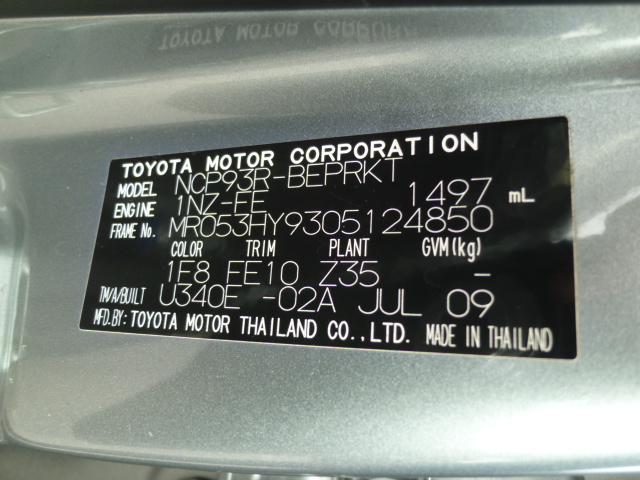 TOYOTA MOTOR CORPORATION
MODEL NCP93R-BEPRKT
ENGINE 1NZ-FE 1497 mL
FRAME No. MR053HY9305124850
COLOR TRIM PLANT GVM(kg)
1F8 FE10 Z35 -
TM/A/BUILT U340E -02A JUL 09
MFD.BY: TOYOTA MOTOR THAILAND CO.,LTD. MADE IN THAILAND